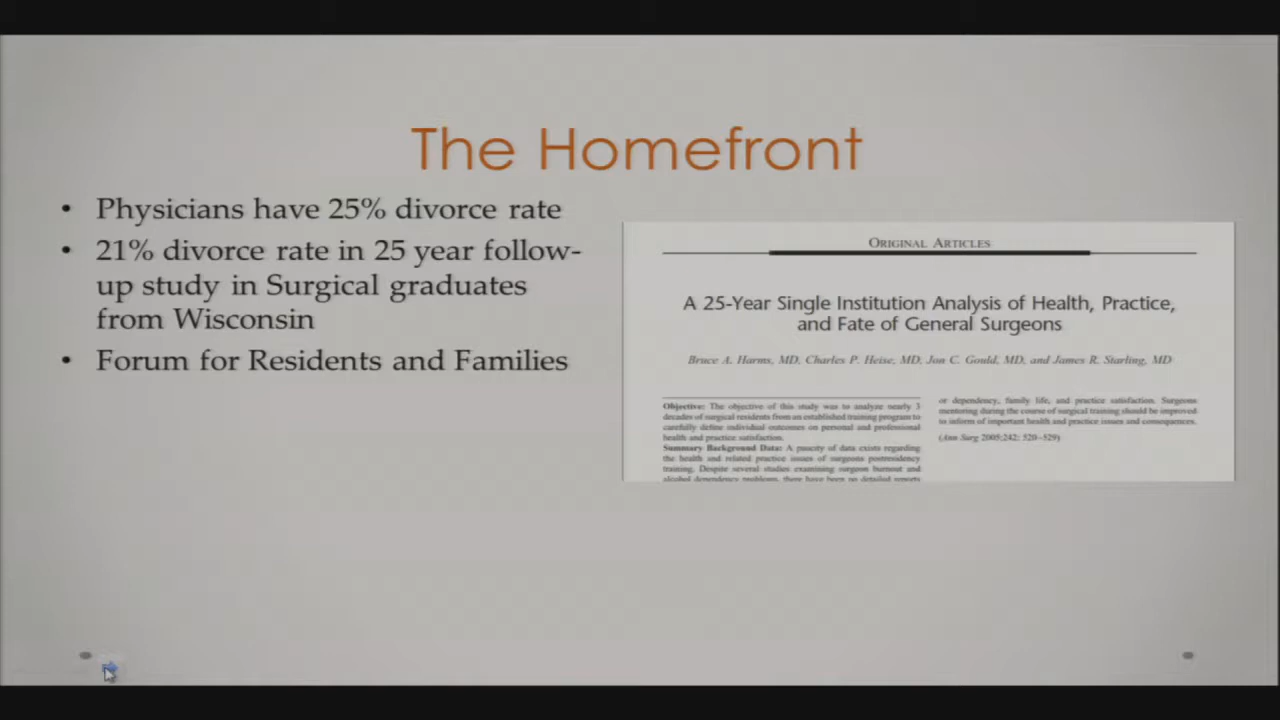 The Homefront
• Physicians have 25% divorce rate
• 21% divorce rate in 25 year follow-
up study in Surgical graduates
from Wisconsin
• Forum for Residents and Families
ORIGINAL ARTICLES
A 25-Year Single Institution Analysis of Health, Practice,
and Fate of General Surgeons
Bruce A. Harms, MD, Charles P. Heise, MD, Jon C. Gould, MD, and James R. Starling, MD
Objective: The objective of this study was to analyze nearly 3
decades of surgical residents from an established training program to
carefully define individual outcomes on personal and professional
health and practice satisfaction.
Summary Background Data: A paucity of data exists regarding
the health and related practice issues of surgeons postresidency
training. Despite several studies examining surgeon burnout and
alcohol dependency problems, there have been no detailed reports
or dependency, family life, and practice satisfaction. Surgeons
mentoring during the course of surgical training should be improved
to inform of important health and practice issues and consequences.
(Ann Surg 2005;242: 520–529)